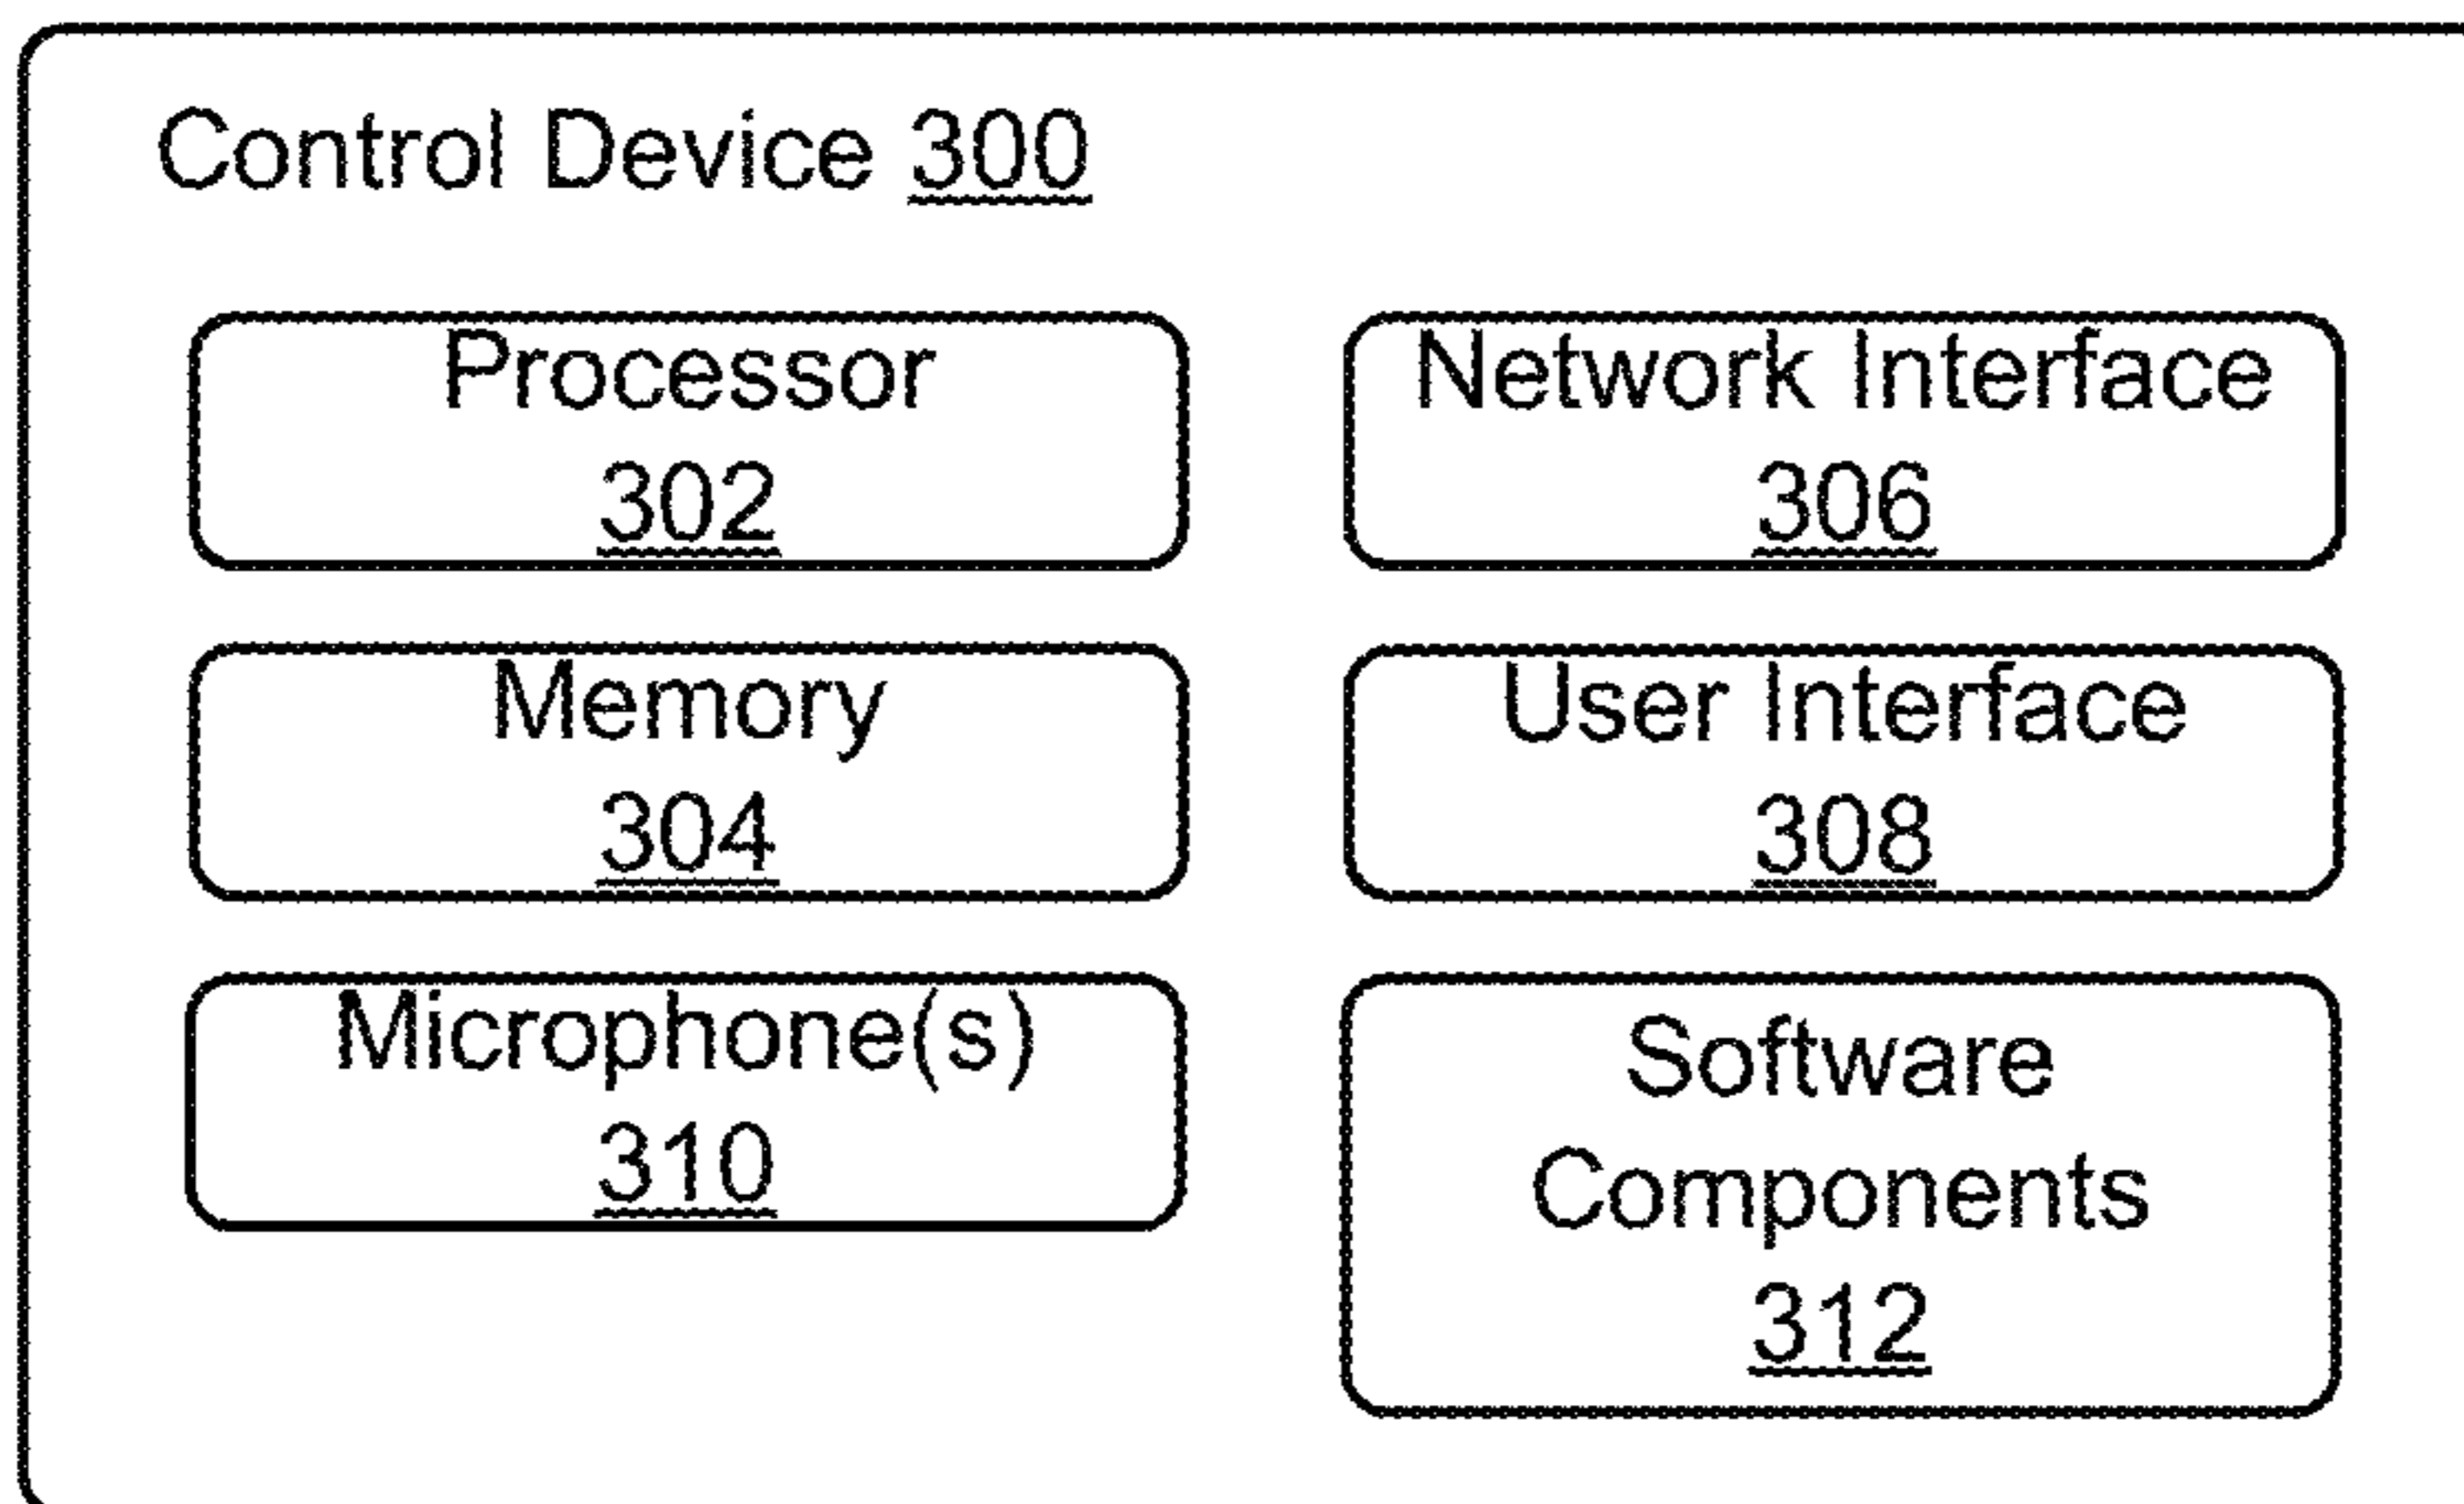 Control Device 300
Processor
302
Network Interface
306
Memory
304
User Interface
308
Microphone(s)
310
Software
Components
312